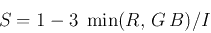 S = 1 − 3 min(R, G B)/I